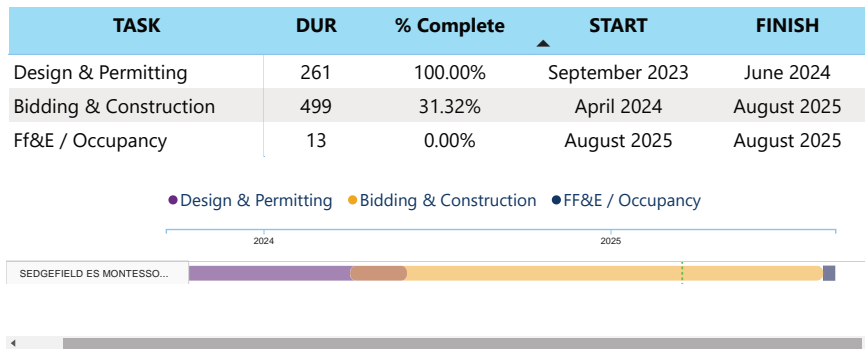 TASK DUR % Complete START FINISH
Design & Permitting 261 100.00% September 2023 June 2024
Bidding & Construction 499 31.32% April 2024 August 2025
Ff&E / Occupancy 13 0.00% August 2025 August 2025
Design & Permitting Bidding & Construction FF&E / Occupancy
2024 2025
SEDGEFIELD ES MONTESSO...